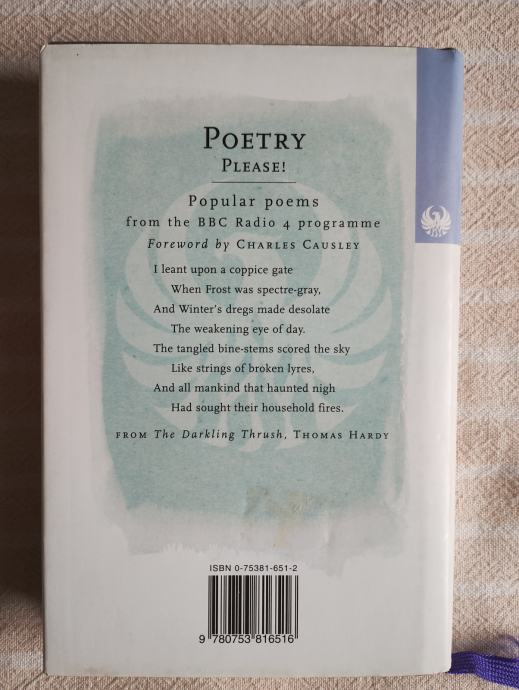 POETRY
PLEASE!
Popular poems
from the BBC Radio 4 programme
Foreword by CHARLES CAUSLEY
I leant upon a coppice gate
When Frost was spectre-gray,
And Winter's dregs made desolate
The weakening eye of day.
The tangled bine-stems scored the sky
Like strings of broken lyres,
And all mankind that haunted nigh
Had sought their household fires.
FROM The Darkling Thrush, THOMAS HARDY
ISBN 0-75381-651-2
9 780753 816516